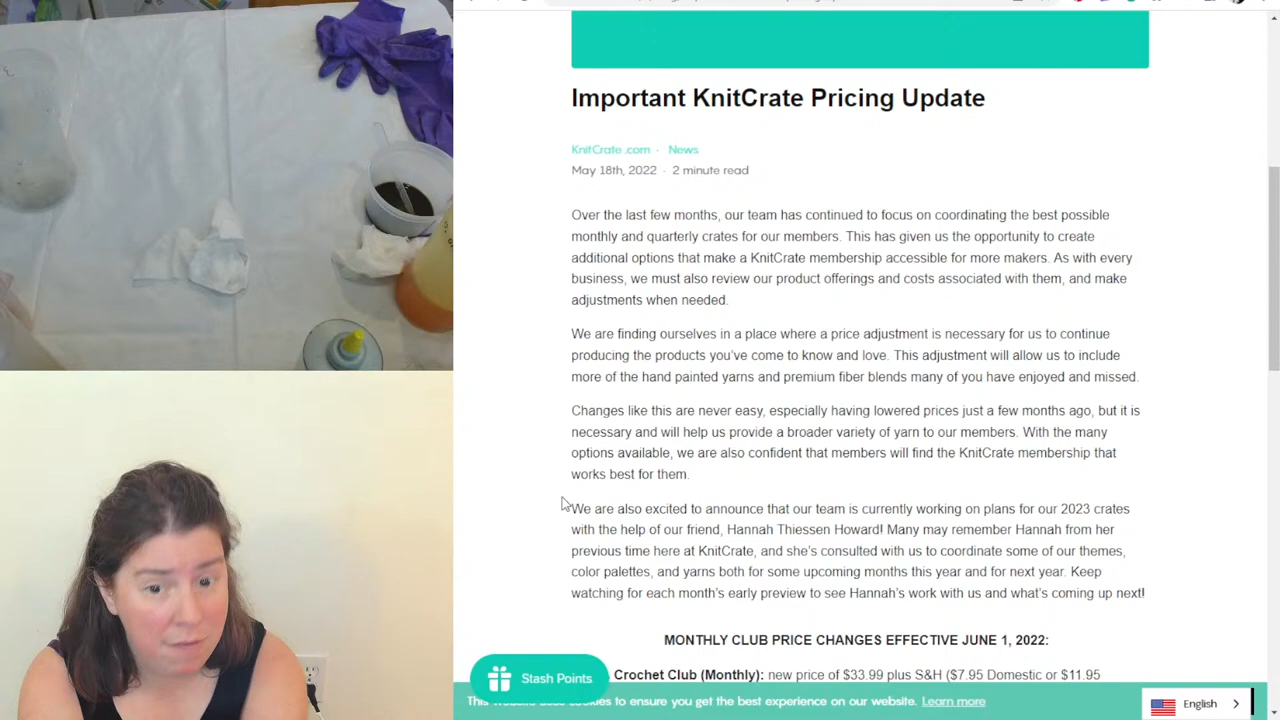 Important KnitCrate Pricing Update
KnitCrate .com · News
May 18th, 2022 · 2 minute read
Over the last few months, our team has continued to focus on coordinating the best possible
monthly and quarterly crates for our members. This has given us the opportunity to create
additional options that make a KnitCrate membership accessible for more makers. As with every
business, we must also review our product offerings and costs associated with them, and make
adjustments when needed.
We are finding ourselves in a place where a price adjustment is necessary for us to continue
producing the products you've come to know and love. This adjustment will allow us to include
more of the hand painted yarns and premium fiber blends many of you have enjoyed and missed.
Changes like this are never easy, especially having lowered prices just a few months ago, but it is
necessary and will help us provide a broader variety of yarn to our members. With the many
options available, we are also confident that members will find the KnitCrate membership that
works best for them.
We are also excited to announce that our team is currently working on plans for our 2023 crates
with the help of our friend, Hannah Thiessen Howard! Many may remember Hannah from her
previous time here at KnitCrate, and she's consulted with us to coordinate some of our themes,
color palettes, and yarns both for some upcoming months this year and for next year. Keep
watching for each month's early preview to see Hannah's work with us and what's coming up next!
MONTHLY CLUB PRICE CHANGES EFFECTIVE JUNE 1, 2022:
Crochet Club (Monthly): new price of $33.99 plus S&H ($7.95 Domestic or $11.95
Stash Points
This website uses cookies to ensure you get the best experience on our website. Learn more
English